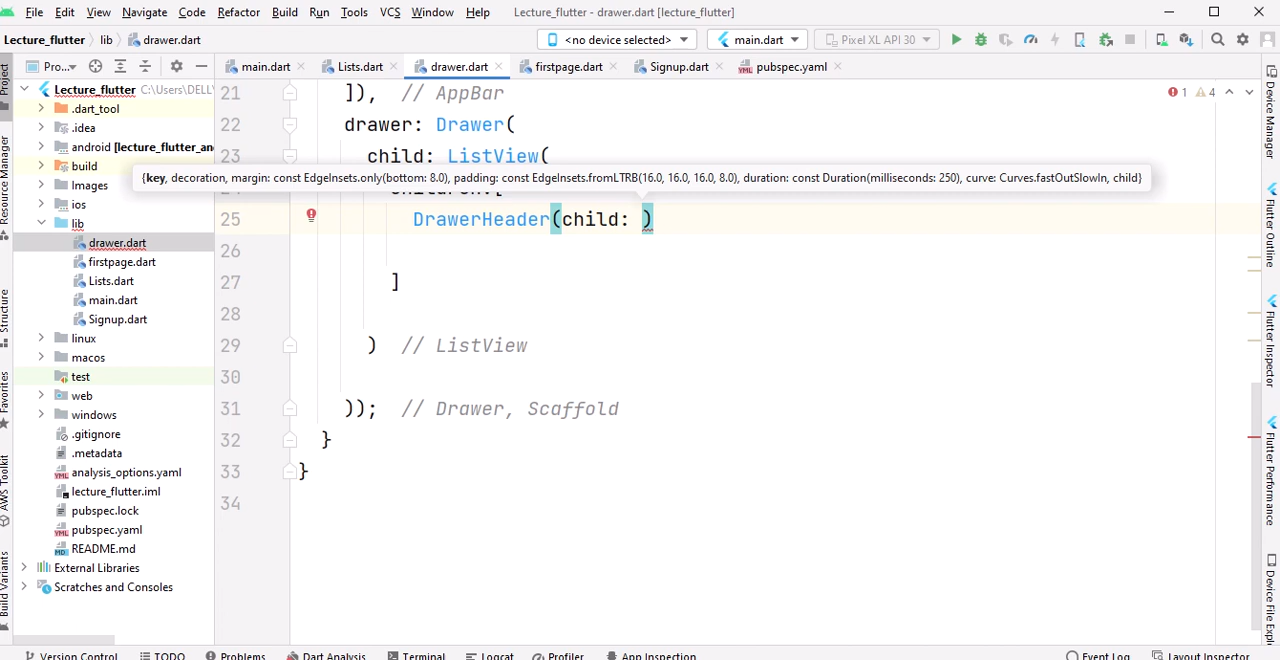 File Edit View Navigate Code Refactor Build Run Tools VCS Window Help Lecture_flutter - drawer.dart [lecture_flutter]
Lecture_flutter lib drawer.dart <no device selected> main.dart Pixel XL API 30
Pro... main.dart Lists.dart drawer.dart firstpage.dart Signup.dart pubspec.yaml
Lecture_flutter C:\Users\DELL
.dart_tool
.idea
android [lecture_flutter_an
build
Images
ios
lib
drawer.dart
firstpage.dart
Lists.dart
main.dart
Signup.dart
linux
macos
test
web
windows
.gitignore
.metadata
analysis_options.yaml
lecture_flutter.iml
pubspec.lock
pubspec.yaml
README.md
External Libraries
Scratches and Consoles
21 ]), // AppBar
1 4
22 drawer: Drawer(
23 child: ListView(
{key, decoration, margin: const EdgeInsets.only(bottom: 8.0), padding: const EdgeInsets.fromLTRB(16.0, 16.0, 16.0, 8.0), duration: const Duration(milliseconds: 250), curve: Curves.fastOutSlowIn, child}
25 DrawerHeader(child: )
26
27 ]
28
29 ) // ListView
30
31 )); // Drawer, Scaffold
32 }
33 }
34
Project
Resource Manager
Structure
Favorites
AWS Toolkit
Build Variants
Device Manager
Flutter Outline
Flutter Inspector
Flutter Performance
Device File Explo
Version Control TODO Problems Dart Analysis Terminal Logcat Profiler App Inspection Event Log Layout Inspector